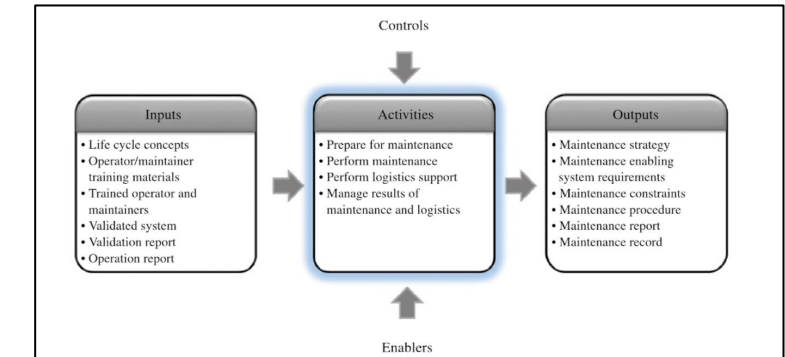 Controls
Inputs
• Life cycle concepts
• Operator/maintainer
training materials
• Trained operator and
maintainers
• Validated system
• Validation report
• Operation report
Activities
• Prepare for maintenance
• Perform maintenance
• Perform logistics support
• Manage results of
maintenance and logistics
Outputs
• Maintenance strategy
• Maintenance enabling
system requirements
• Maintenance constraints
• Maintenance procedure
• Maintenance report
• Maintenance record
Enablers